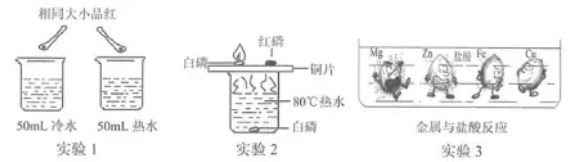 相同大小品红
50mL 冷水
50mL 热水
实验 1
白磷
红磷
铜片
80℃热水
白磷
实验 2
Mg
Zn
盐酸
Fe
Cu
金属与盐酸反应
实验 3